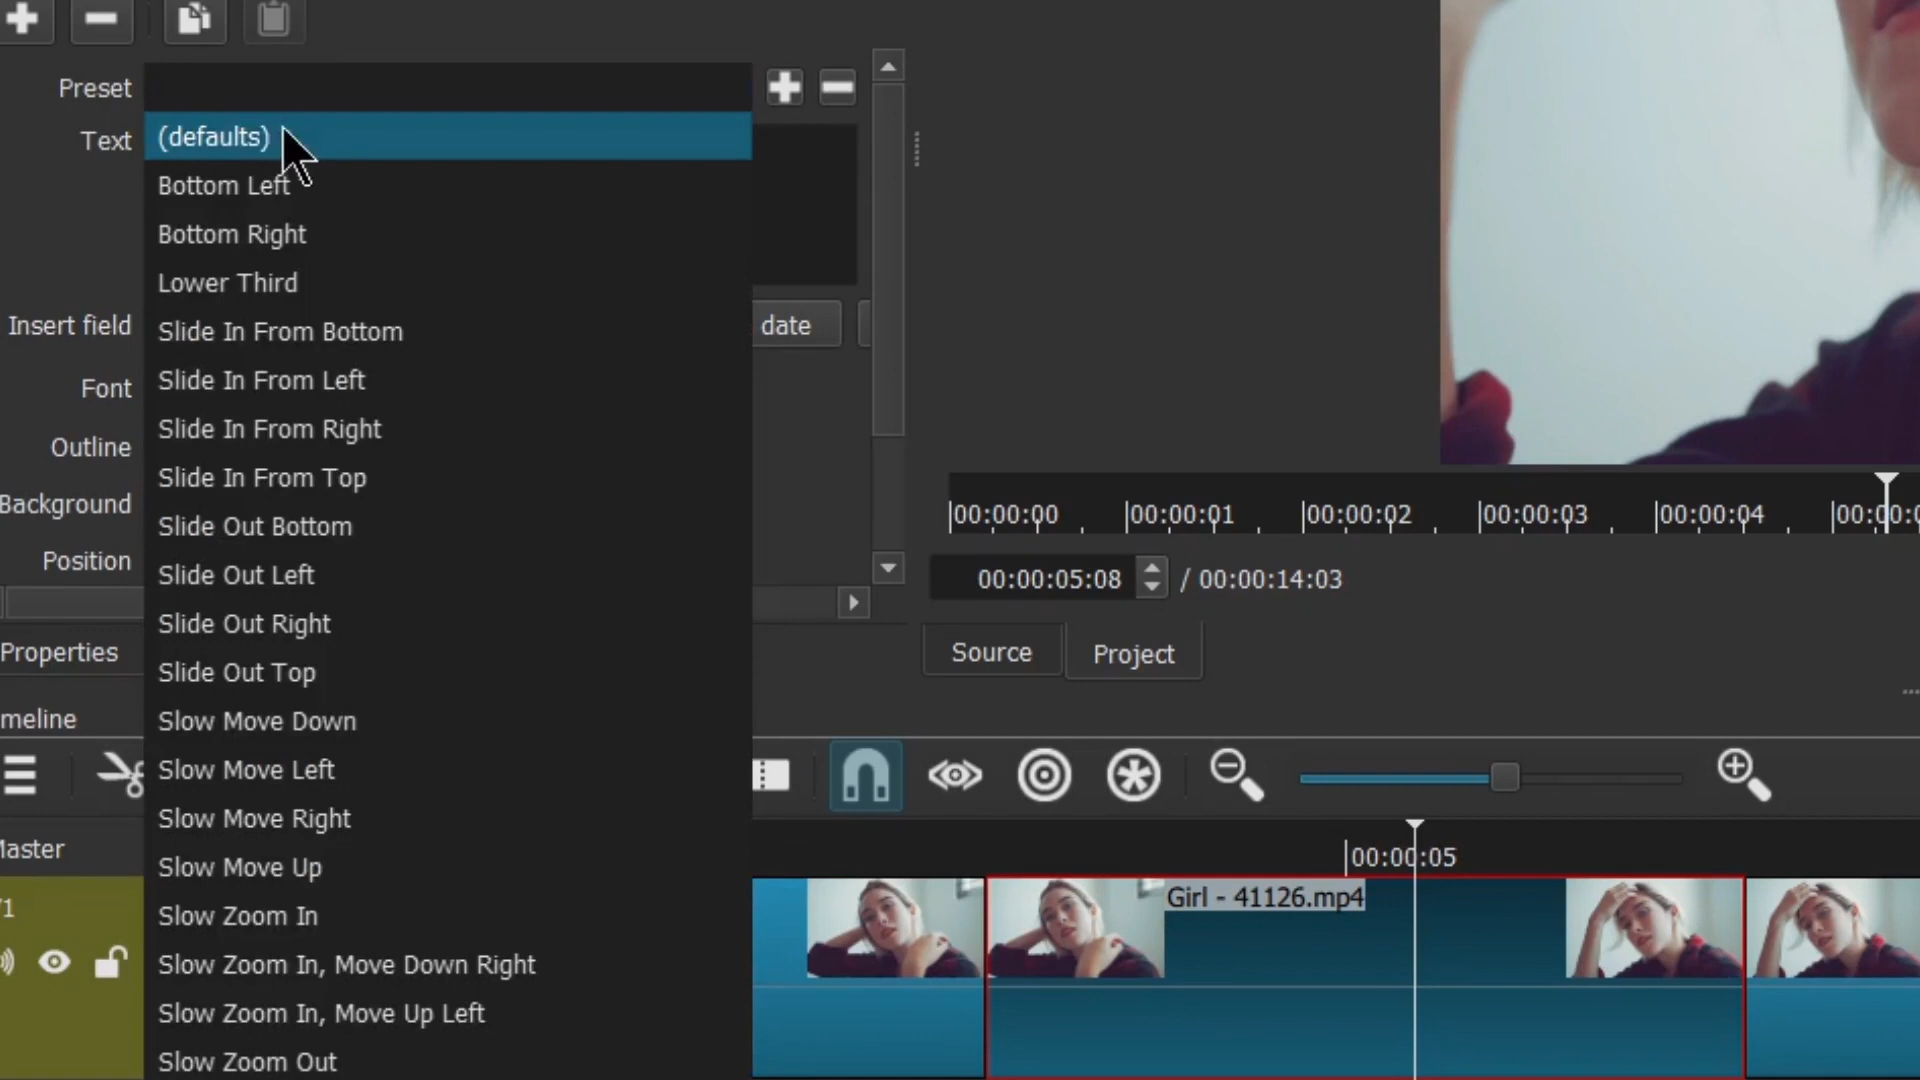 Preset
Text
(defaults)
Bottom Left
Bottom Right
Lower Third
Slide In From Bottom
Insert field
date
Slide In From Left
Font
Slide In From Right
Outline
Slide In From Top
Background
Slide Out Bottom
Position
Slide Out Left
Slide Out Right
Properties
Slide Out Top
meline
Slow Move Down
Slow Move Left
Slow Move Right
Master
Slow Move Up
Slow Zoom In
Slow Zoom In, Move Down Right
Slow Zoom In, Move Up Left
Slow Zoom Out
00:00:00 00:00:01 00:00:02 00:00:03 00:00:04 00:00:0
00:00:05:08 / 00:00:14:03
Source Project
00:00:05
Girl - 41126.mp4